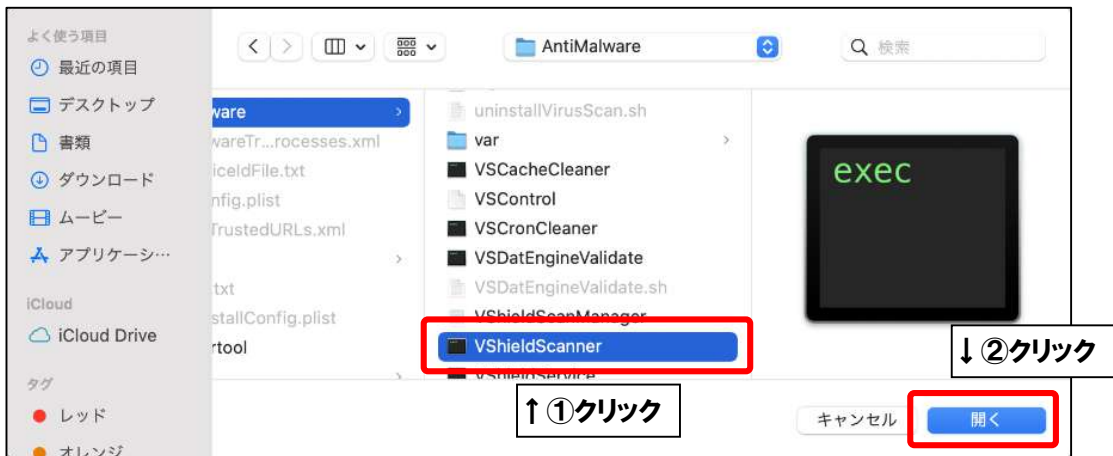 よく使う項目
最近の項目
デスクトップ
書類
ダウンロード
ムービー
アプリケーシ…
iCloud
iCloud Drive
タグ
レッド
オレンジ
AntiMalware
検索
ware
wareTr...rocesses.xml
iceIdFile.txt
nfig.plist
TrustedURLs.xml
txt
stallConfig.plist
rtool
uninstallVirusScan.sh
var
VSCacheCleaner
VSControl
VSCronCleaner
VSDatEngineValidate
VSDatEngineValidate.sh
VShieldScanManager
VShieldScanner
VShieldService
exec
↑①クリック
↓②クリック
キャンセル
開く